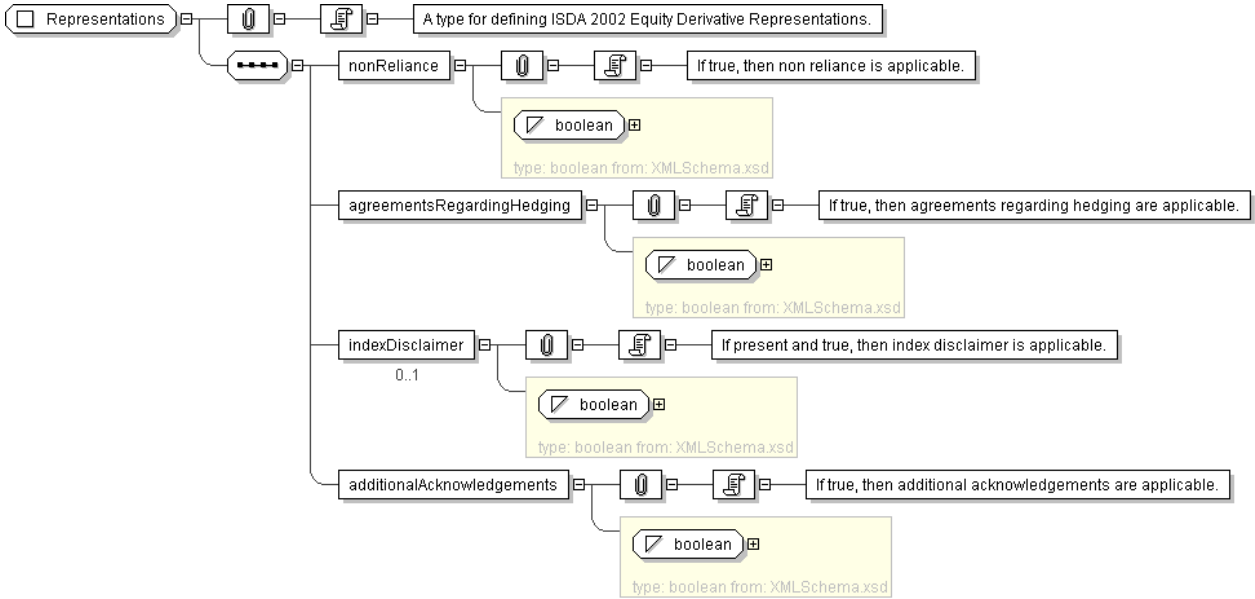 Representations
A type for defining ISDA 2002 Equity Derivative Representations.
nonReliance
If true, then non reliance is applicable.
boolean
type: boolean from: XMLSchema.xsd
agreementsRegardingHedging
If true, then agreements regarding hedging are applicable.
boolean
type: boolean from: XMLSchema.xsd
indexDisclaimer
If present and true, then index disclaimer is applicable.
0..1
boolean
type: boolean from: XMLSchema.xsd
additionalAcknowledgements
If true, then additional acknowledgements are applicable.
boolean
type: boolean from: XMLSchema.xsd